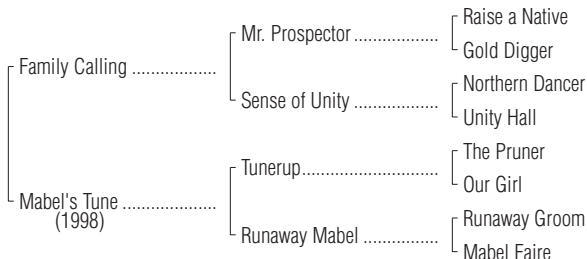 Raise a Native
Mr. Prospector ..................
Gold Digger
Family Calling ..................
Northern Dancer
Sense of Unity ..................
Unity Hall
The Pruner
Tunerup.............................
Our Girl
Mabel's Tune ....................
(1998)
Runaway Groom
Runaway Mabel ................
Mabel Faire